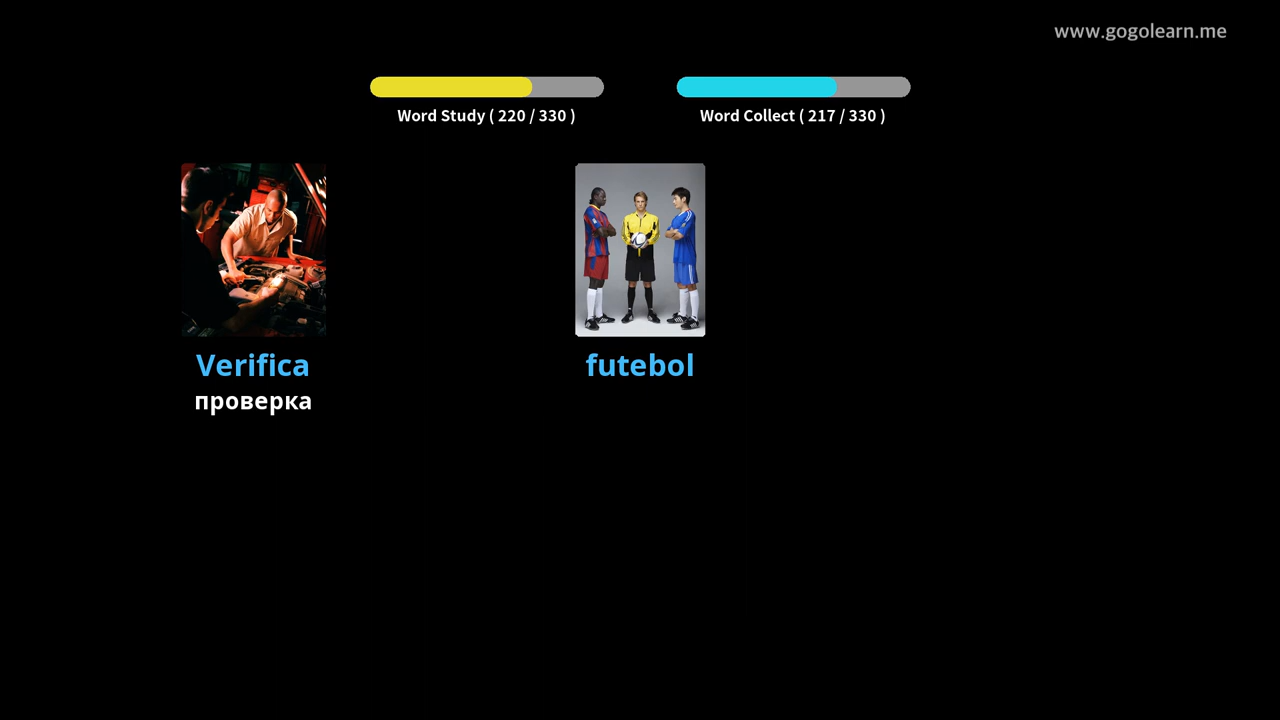 www.gogolearn.me
Word Study ( 220 / 330 )
Word Collect ( 217 / 330 )
Verifica
проверка
futebol